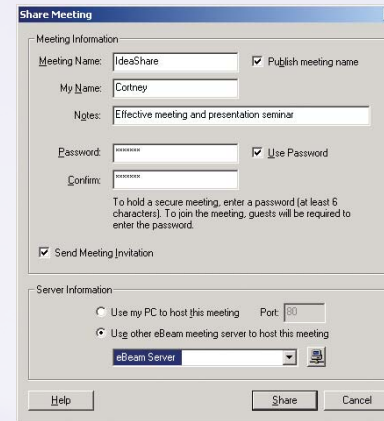 Share Meeting
Meeting Information
Meeting Name: IdeaShare Publish meeting name
My Name: Cortney
Notes: Effective meeting and presentation seminar
Password: xxxxxxx Use Password
Confirm: xxxxxxx
To hold a secure meeting, enter a password (at least 6
characters). To join the meeting, guests will be required to
enter the password.
Send Meeting Invitation
Server Information
Use my PC to host this meeting Port: 80
Use other eBeam meeting server to host this meeting
eBeam Server
Help Share Cancel